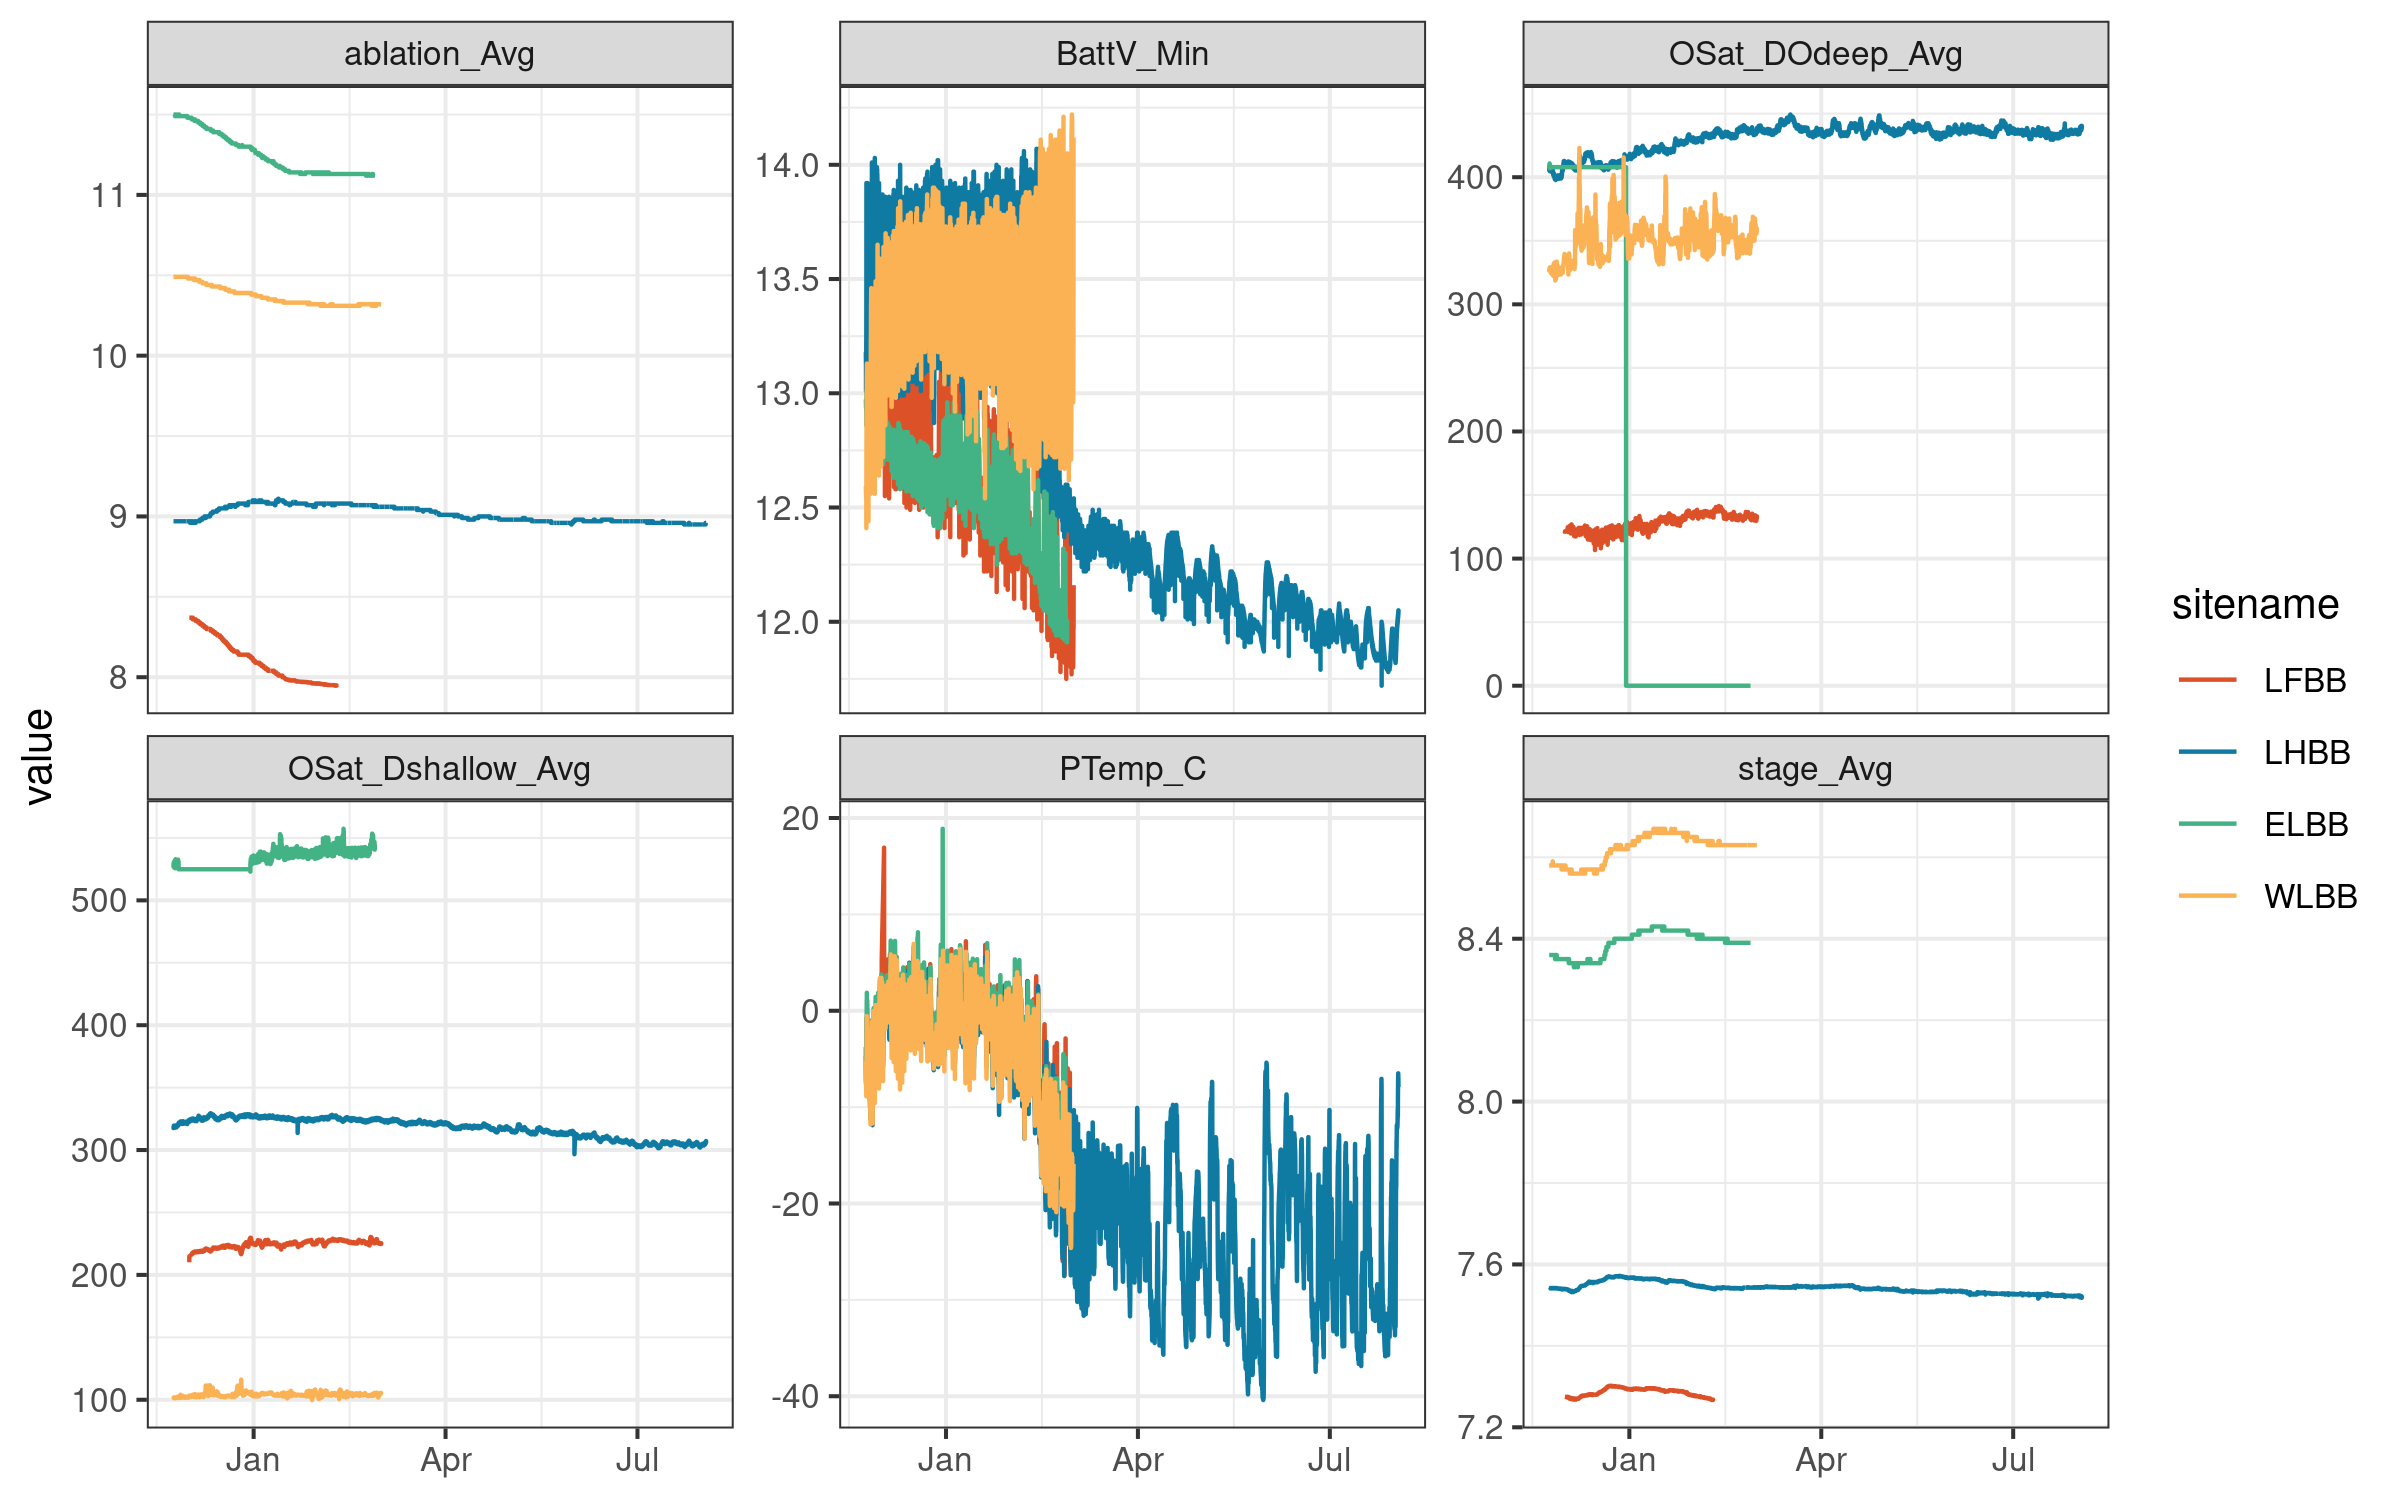 ablation_Avg
BattV_Min
OSat_DOdeep_Avg
11
10
9
8
14.0
13.5
13.0
12.5
12.0
400
300
200
100
0
value
OSat_Dshallow_Avg
PTemp_C
stage_Avg
500
400
300
200
100
20
0
-20
-40
8.4
8.0
7.6
7.2
Jan Apr Jul
Jan Apr Jul
Jan Apr Jul
sitename
LFBB
LHBB
ELBB
WLBB